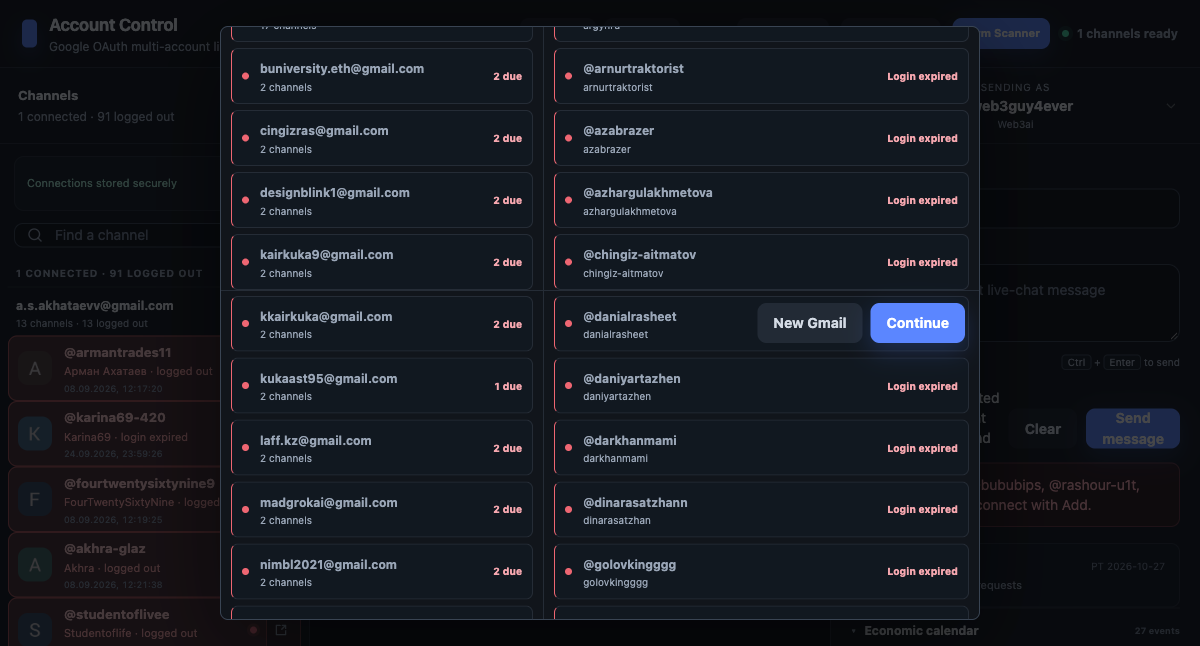 Account Control
Google OAuth multi-account li
Channels
1 connected · 91 logged out
Connections stored securely
Find a channel
1 CONNECTED · 91 LOGGED OUT
a.s.akhataevv@gmail.com
13 channels · 13 logged out
A
@armantrades11
Арман Ахатаев · logged out
08.09.2026, 12:17:20
K
@karina69-420
Karina69 · login expired
24.09.2026, 23:59:26
F
@fourtwentysixtynine9
FourTwentySixtyNine · logged
08.09.2026, 12:19:25
A
@akhra-glaz
Akhra · logged out
08.09.2026, 12:21:38
S
@studentoflivee
Studentoflife · logged out
buniversity.eth@gmail.com
2 channels
2 due
cingizras@gmail.com
2 channels
2 due
designblink1@gmail.com
2 channels
2 due
kairkuka9@gmail.com
2 channels
2 due
kkairkuka@gmail.com
2 channels
2 due
kukaast95@gmail.com
2 channels
1 due
laff.kz@gmail.com
2 channels
2 due
madgrokai@gmail.com
2 channels
2 due
nimbl2021@gmail.com
2 channels
2 due
@arnurtraktorist
arnurtraktorist
Login expired
@azabrazer
azabrazer
Login expired
@azhargulakhmetova
azhargulakhmetova
Login expired
@chingiz-aitmatov
chingiz-aitmatov
Login expired
@danialrasheet
danialrasheet
New Gmail
Continue
@daniyartazhen
daniyartazhen
Login expired
@darkhanmami
darkhanmami
Login expired
@dinarasatzhann
dinarasatzhan
Login expired
@golovkingggg
golovkingggg
Login expired
rm Scanner
1 channels ready
SENDING AS
web3guy4ever
Web3al
t live-chat message
Ctrl + Enter to send
Clear
Send
message
bububips, @rashour-u1t,
connect with Add.
PT 2026-10-27
equests
Economic calendar
27 events